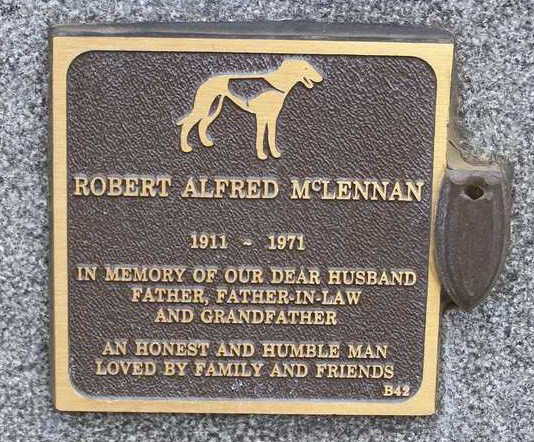 ROBERT ALFRED McLENNAN
1911 ~ 1971
IN MEMORY OF OUR DEAR HUSBAND
FATHER, FATHER-IN-LAW
AND GRANDFATHER
AN HONEST AND HUMBLE MAN
LOVED BY FAMILY AND FRIENDS
B42